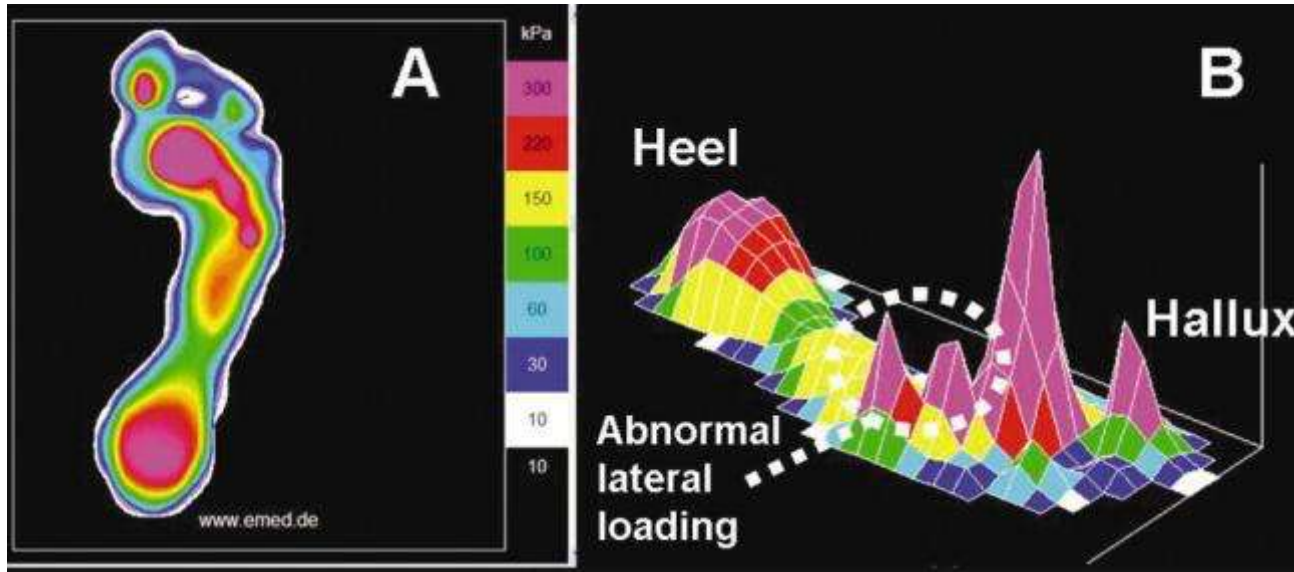 A
kPa
300
220
150
100
60
30
10
10
www.emed.de
B
Heel
Hallux
Abnormal
lateral
loading